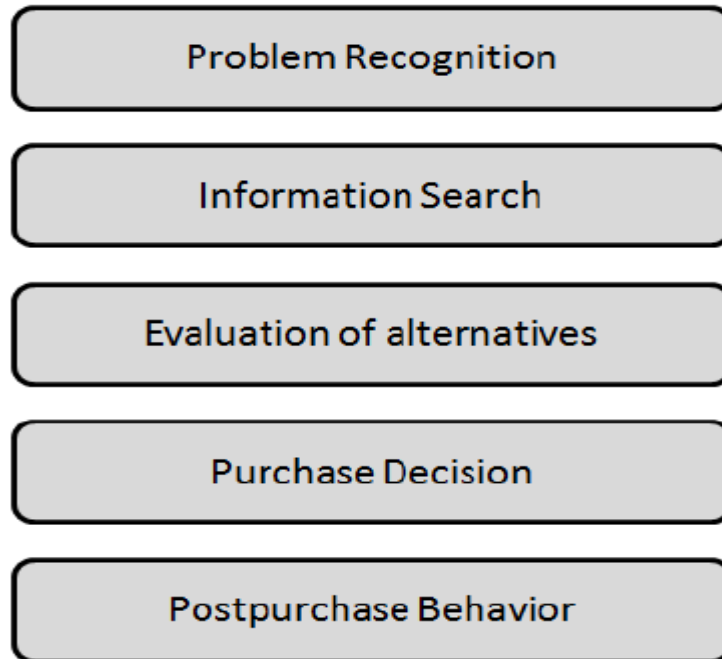 Problem Recognition
Information Search
Evaluation of alternatives
Purchase Decision
Postpurchase Behavior